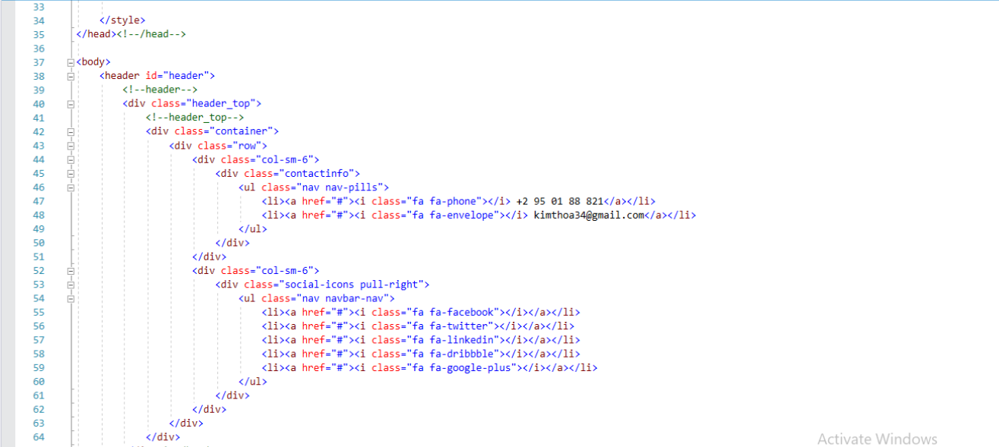 33
34 </style>
35 </head><!--/head-->
36
37 <body>
38 <header id="header">
39 <!--header-->
40 <div class="header_top">
41 <!--header_top-->
42 <div class="container">
43 <div class="row">
44 <div class="col-sm-6">
45 <div class="contactinfo">
46 <ul class="nav nav-pills">
47 <li><a href="#"><i class="fa fa-phone"></i> +2 95 01 88 821</a></li>
48 <li><a href="#"><i class="fa fa-envelope"></i> kimthoa34@gmail.com</a></li>
49 </ul>
50 </div>
51 </div>
52 <div class="col-sm-6">
53 <div class="social-icons pull-right">
54 <ul class="nav navbar-nav">
55 <li><a href="#"><i class="fa fa-facebook"></i></a></li>
56 <li><a href="#"><i class="fa fa-twitter"></i></a></li>
57 <li><a href="#"><i class="fa fa-linkedin"></i></a></li>
58 <li><a href="#"><i class="fa fa-dribbble"></i></a></li>
59 <li><a href="#"><i class="fa fa-google-plus"></i></a></li>
60 </ul>
61 </div>
62 </div>
63 </div>
64 </div>
Activate Windows